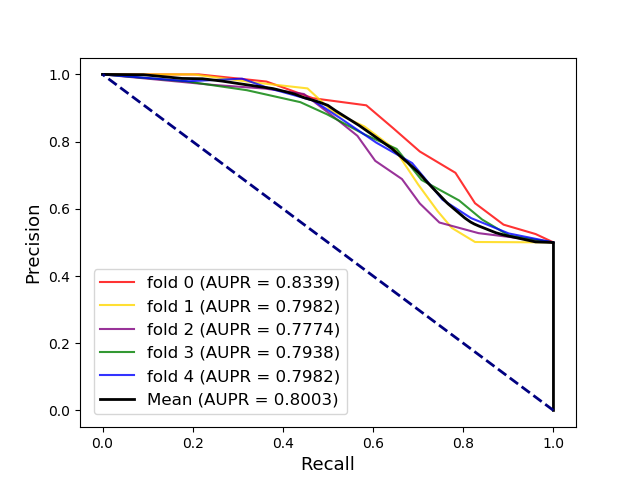 1.0
0.8
0.6
0.4
0.2
0.0
Precision
fold 0 (AUPR = 0.8339)
fold 1 (AUPR = 0.7982)
fold 2 (AUPR = 0.7774)
fold 3 (AUPR = 0.7938)
fold 4 (AUPR = 0.7982)
Mean (AUPR = 0.8003)
0.0 0.2 0.4 0.6 0.8 1.0
Recall